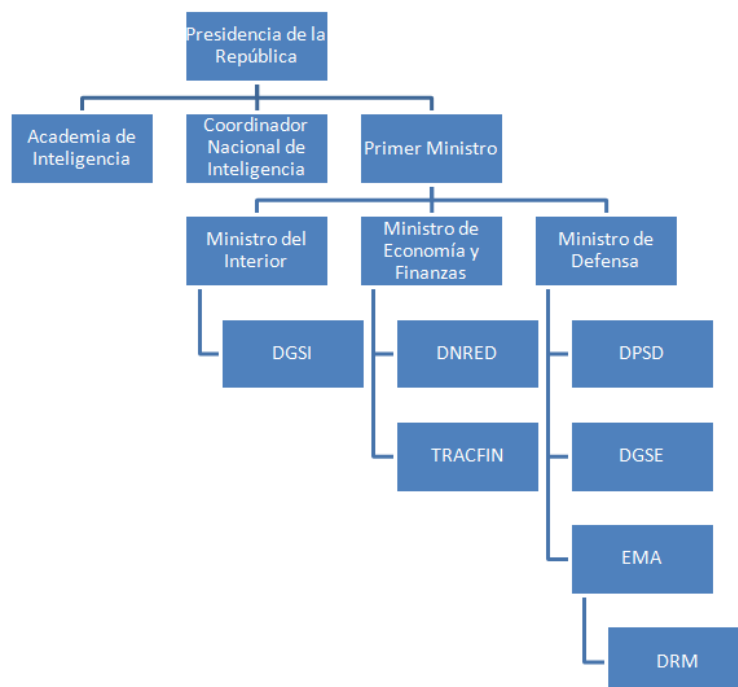 Presidencia de la
República
Academia de
Inteligencia
Coordinador
Nacional de
Inteligencia
Primer Ministro
Ministro del
Interior
Ministro de
Economía y
Finanzas
Ministro de
Defensa
DGSI
DNRED
DPSD
TRACFIN
DGSE
EMA
DRM